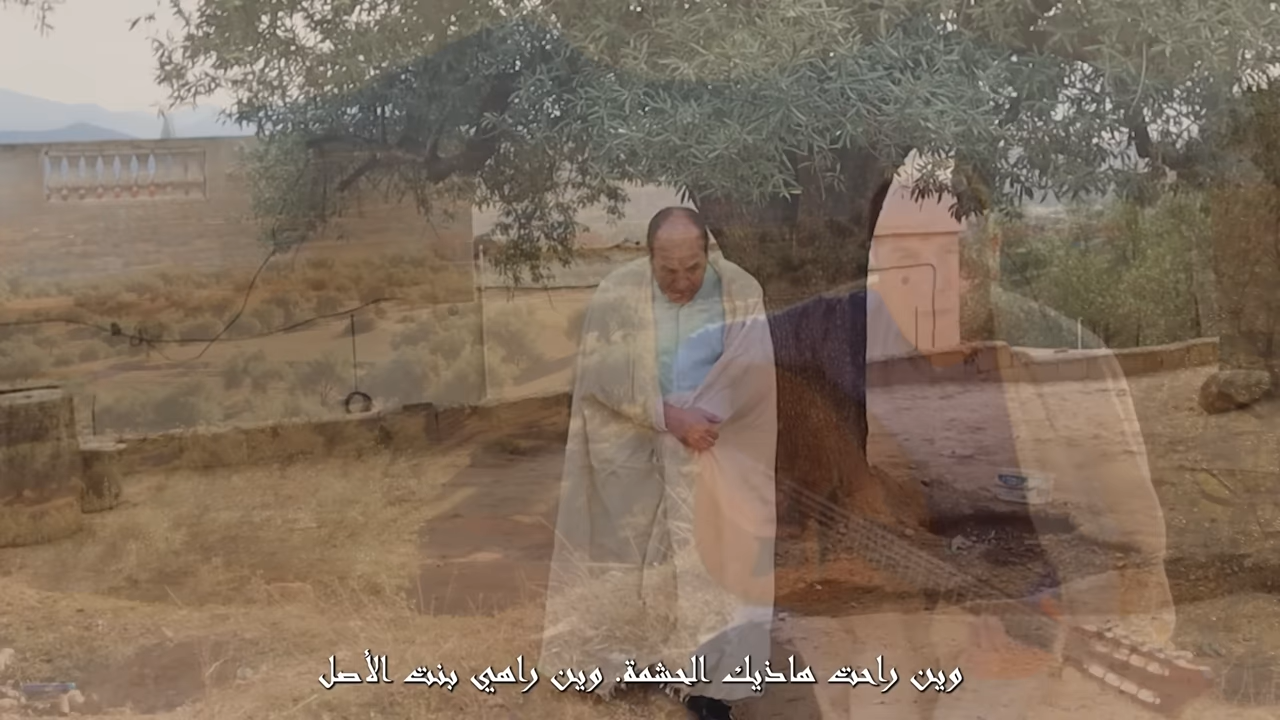 وين راحت هاذيك الحشمة. وين راهي بنت الأصل